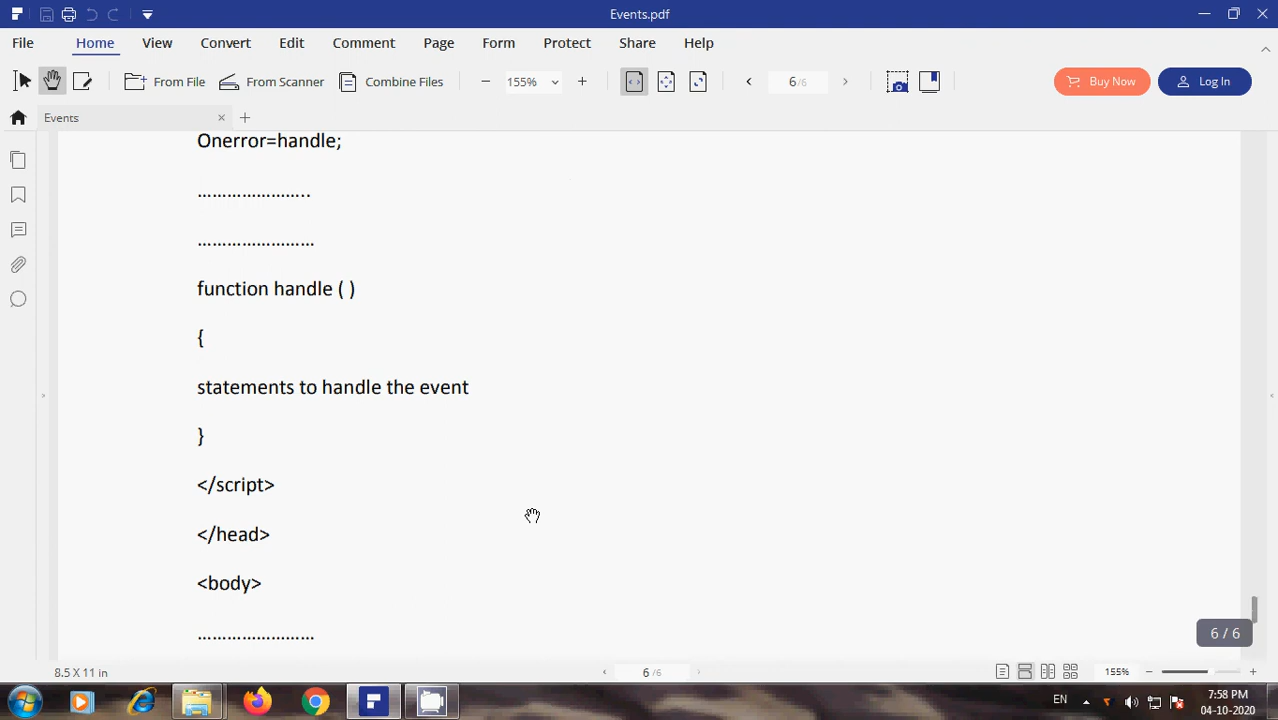 Events.pdf
File Home View Convert Edit Comment Page Form Protect Share Help
From File From Scanner Combine Files 155% 6/6 Buy Now Log In
Events
Onerror=handle;
…………………..
……………………
function handle ( )
{
statements to handle the event
}
</script>
</head>
<body>
……………………
6 / 6
8.5 X 11 in 6 /6 155%
EN 7:58 PM
04-10-2020